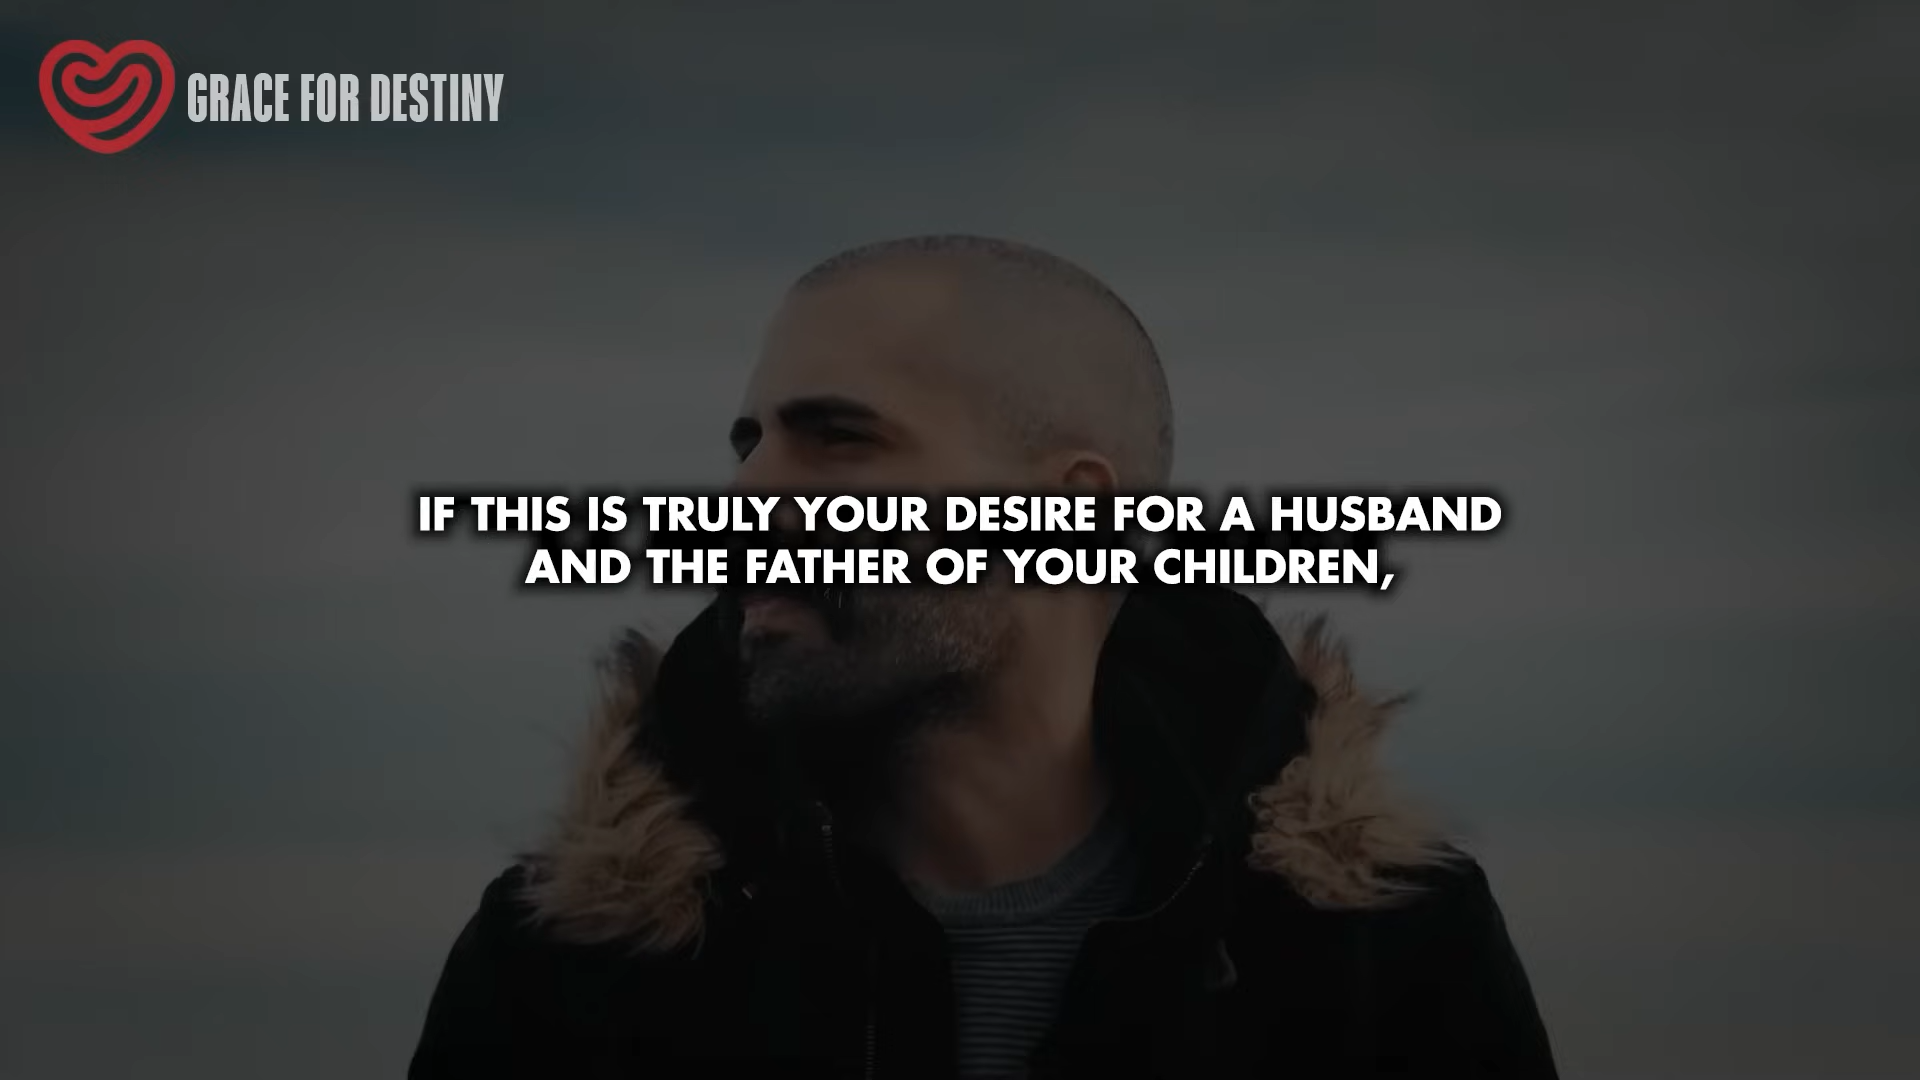 GRACE FOR DESTINY
IF THIS IS TRULY YOUR DESIRE FOR A HUSBAND
AND THE FATHER OF YOUR CHILDREN,